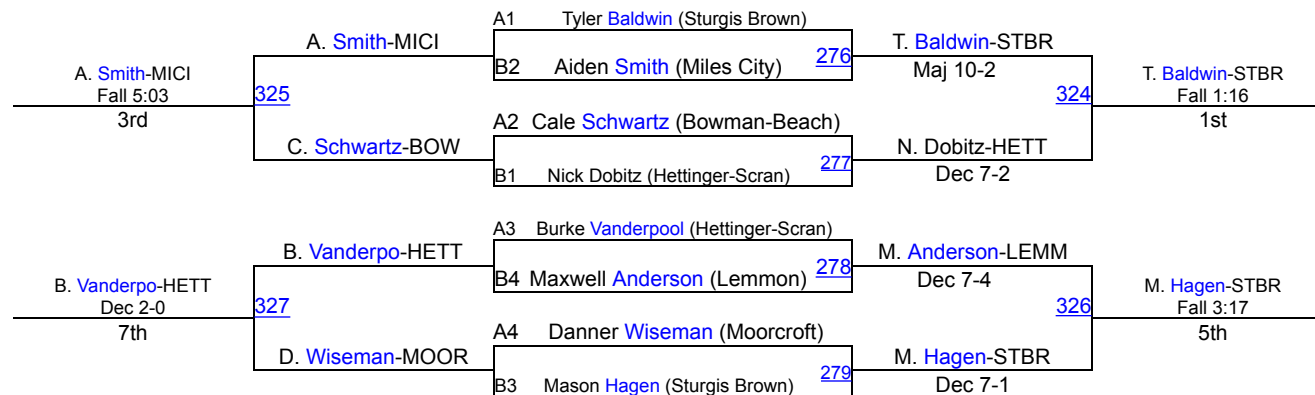 A1 Tyler Baldwin (Sturgis Brown)
A. Smith-MICI
T. Baldwin-STBR
276
B2 Aiden Smith (Miles City)
Maj 10-2
A. Smith-MICI
T. Baldwin-STBR
Fall 5:03
325
324
Fall 1:16
3rd
1st
A2 Cale Schwartz (Bowman-Beach)
C. Schwartz-BOW
N. Dobitz-HETT
277
B1 Nick Dobitz (Hettinger-Scran)
Dec 7-2
A3 Burke Vanderpool (Hettinger-Scran)
B. Vanderpo-HETT
M. Anderson-LEMM
278
B4 Maxwell Anderson (Lemmon)
Dec 7-4
B. Vanderpo-HETT
M. Hagen-STBR
Dec 2-0
327
326
Fall 3:17
7th
5th
A4 Danner Wiseman (Moorcroft)
D. Wiseman-MOOR
M. Hagen-STBR
279
B3 Mason Hagen (Sturgis Brown)
Dec 7-1